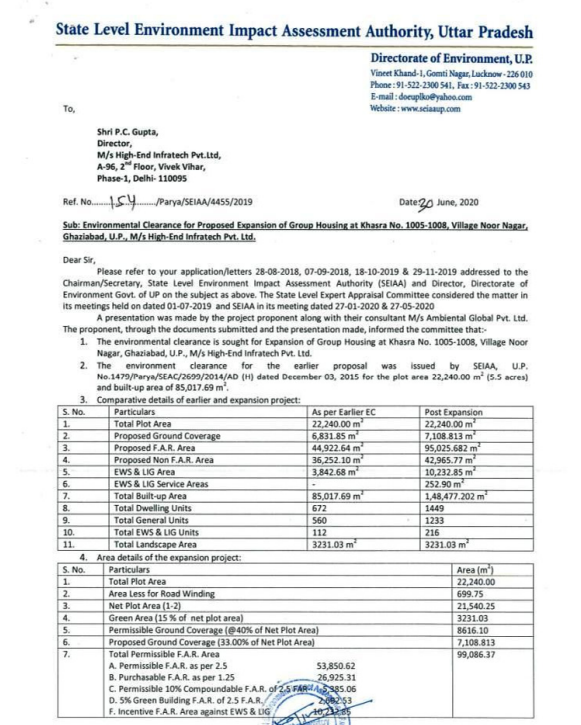 State Level Environment Impact Assessment Authority, Uttar Pradesh
Directorate of Environment, U.P.
Vineet Khand-1, Gomti Nagar, Lucknow - 226 010
Phone : 91-522-2300 541, Fax : 91-522-2300 543
E-mail : doeuplko@yahoo.com
Website : www.seiaaup.com
To,
Shri P.C. Gupta,
Director,
M/s High-End Infratech Pvt.Ltd,
A-96, 2nd Floor, Vivek Vihar,
Phase-1, Delhi- 110095
Ref. No.........154........./Parya/SEIAA/4455/2019 Date: 20 June, 2020
Sub: Environmental Clearance for Proposed Expansion of Group Housing at Khasra No. 1005-1008, Village Noor Nagar,
Ghaziabad, U.P., M/s High-End Infratech Pvt. Ltd.
Dear Sir,
Please refer to your application/letters 28-08-2018, 07-09-2018, 18-10-2019 & 29-11-2019 addressed to the
Chairman/Secretary, State Level Environment Impact Assessment Authority (SEIAA) and Director, Directorate of
Environment Govt. of UP on the subject as above. The State Level Expert Appraisal Committee considered the matter in
its meetings held on dated 01-07-2019 and SEIAA in its meeting dated 27-01-2020 & 27-05-2020
A presentation was made by the project proponent along with their consultant M/s Ambiental Global Pvt. Ltd.
The proponent, through the documents submitted and the presentation made, informed the committee that:-
1. The environmental clearance is sought for Expansion of Group Housing at Khasra No. 1005-1008, Village Noor
Nagar, Ghaziabad, U.P., M/s High-End Infratech Pvt. Ltd.
2. The environment clearance for the earlier proposal was issued by SEIAA, U.P.
No.1479/Parya/SEAC/2699/2014/AD (H) dated December 03, 2015 for the plot area 22,240.00 m² (5.5 acres)
and built-up area of 85,017.69 m².
3. Comparative details of earlier and expansion project:
S. No. Particulars As per Earlier EC Post Expansion
1. Total Plot Area 22,240.00 m² 22,240.00 m²
2. Proposed Ground Coverage 6,831.85 m² 7,108.813 m²
3. Proposed F.A.R. Area 44,922.64 m² 95,025.682 m²
4. Proposed Non F.A.R. Area 36,252.10 m² 42,965.77 m²
5. EWS & LIG Area 3,842.68 m² 10,232.85 m²
6. EWS & LIG Service Areas - 252.90 m²
7. Total Built-up Area 85,017.69 m² 1,48,477.202 m²
8. Total Dwelling Units 672 1449
9. Total General Units 560 1233
10. Total EWS & LIG Units 112 216
11. Total Landscape Area 3231.03 m² 3231.03 m²
4. Area details of the expansion project:
S. No. Particulars Area (m²)
1. Total Plot Area 22,240.00
2. Area Less for Road Winding 699.75
3. Net Plot Area (1-2) 21,540.25
4. Green Area (15 % of net plot area) 3231.03
5. Permissible Ground Coverage (@40% of Net Plot Area) 8616.10
6. Proposed Ground Coverage (33.00% of Net Plot Area) 7,108.813
7. Total Permissible F.A.R. Area 99,086.37
A. Permissible F.A.R. as per 2.5 53,850.62
B. Purchasable F.A.R. as per 1.25 26,925.31
C. Permissible 10% Compoundable F.A.R. of 2.5 FAR 5,385.06
D. 5% Green Building F.A.R. of 2.5 F.A.R.
F. Incentive F.A.R. Area against EWS & LIG